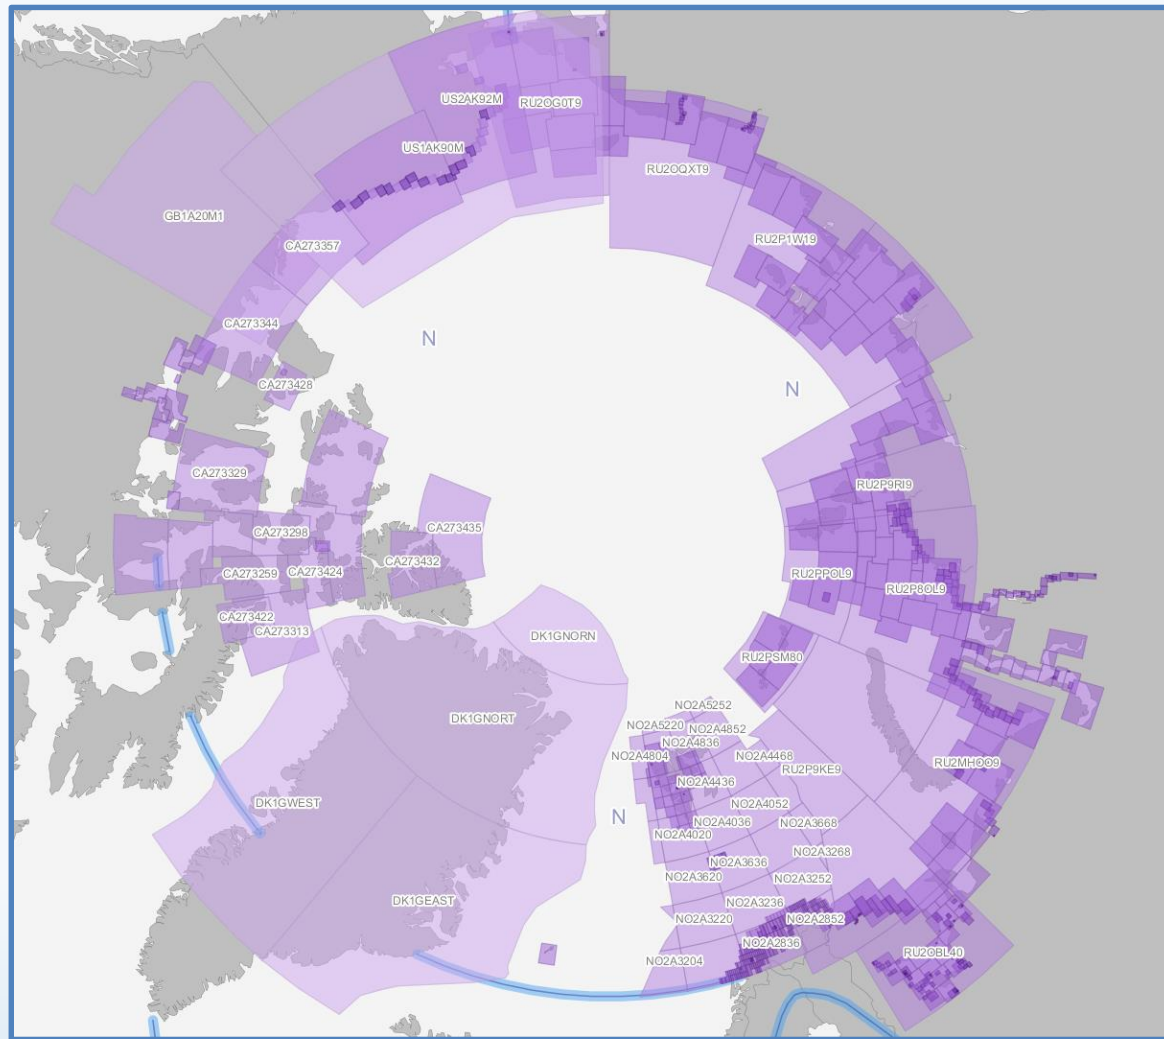 US2AK92M
RU2OG0T9
US1AK90M
RU2OQXT9
GB1A20M1
CA273357
RU2P1W19
CA273344
N
CA273428
N
CA273329
RU2P9RI9
CA273435
CA273298
CA273432
CA273259
CA273424
RU2PPOL9
RU2P8OL9
CA273422
CA273313
DK1GNORN
RU2PSM80
NO2A5252
DK1GNORT
NO2A5220
NO2A4852
NO2A4836
NO2A4804
NO2A4468
RU2P9KE9
RU2MHOO9
NO2A4436
DK1GWEST
NO2A4052
N
NO2A4036
NO2A3668
NO2A4020
NO2A3268
NO2A3636
NO2A3620
NO2A3252
DK1GEAST
NO2A3236
NO2A3220
NO2A2852
NO2A2836
RU2OBL40
NO2A3204